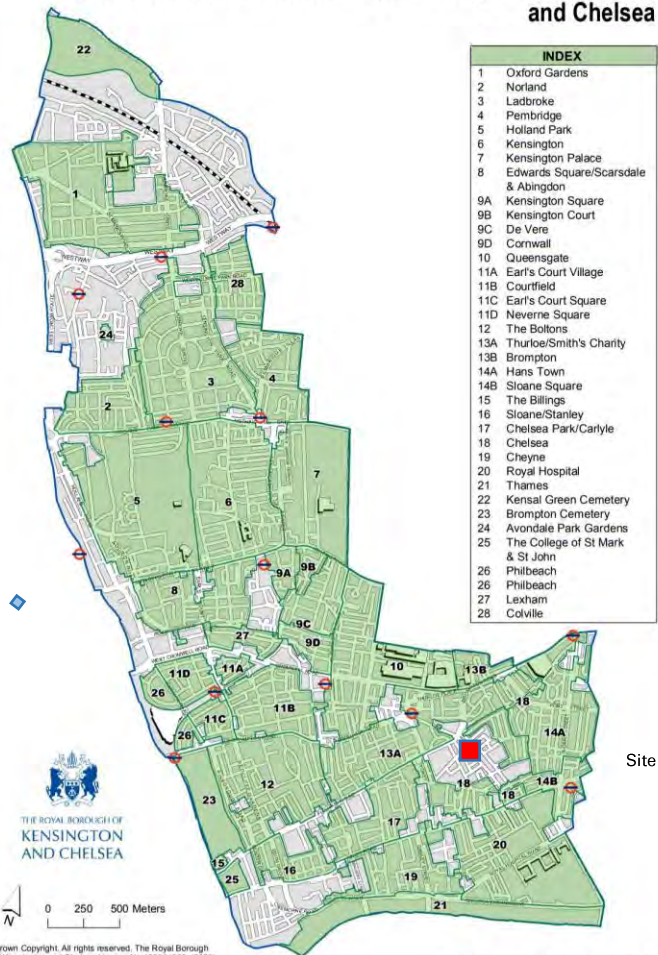 and Chelsea
INDEX
1 Oxford Gardens
2 Norland
3 Ladbroke
4 Pembridge
5 Holland Park
6 Kensington
7 Kensington Palace
8 Edwards Square/Scarsdale
& Abingdon
9A Kensington Square
9B Kensington Court
9C De Vere
9D Cornwall
10 Queensgate
11A Earl's Court Village
11B Courtfield
11C Earl's Court Square
11D Neverne Square
12 The Boltons
13A Thurloe/Smith's Charity
13B Brompton
14A Hans Town
14B Sloane Square
15 The Billings
16 Sloane/Stanley
17 Chelsea Park/Carlyle
18 Chelsea
19 Cheyne
20 Royal Hospital
21 Thames
22 Kensal Green Cemetery
23 Brompton Cemetery
24 Avondale Park Gardens
25 The College of St Mark
& St John
26 Philbeach
26 Philbeach
27 Lexham
28 Colville
22
1
WESTWAY
WESTWAY
28
24
3
4
2
7
5
6
9A
9B
8
9C
27
9D
WEST CROMWELL ROAD
10
13B
11D
11A
26
11B
18
11C
14A
26
13A
Site
12
18
14B
23
18
17
20
15
16
25
19
21
THE ROYAL BOROUGH OF
KENSINGTON
AND CHELSEA
N
0 250 500 Meters
rown Copyright. All rights reserved. The Royal Borough